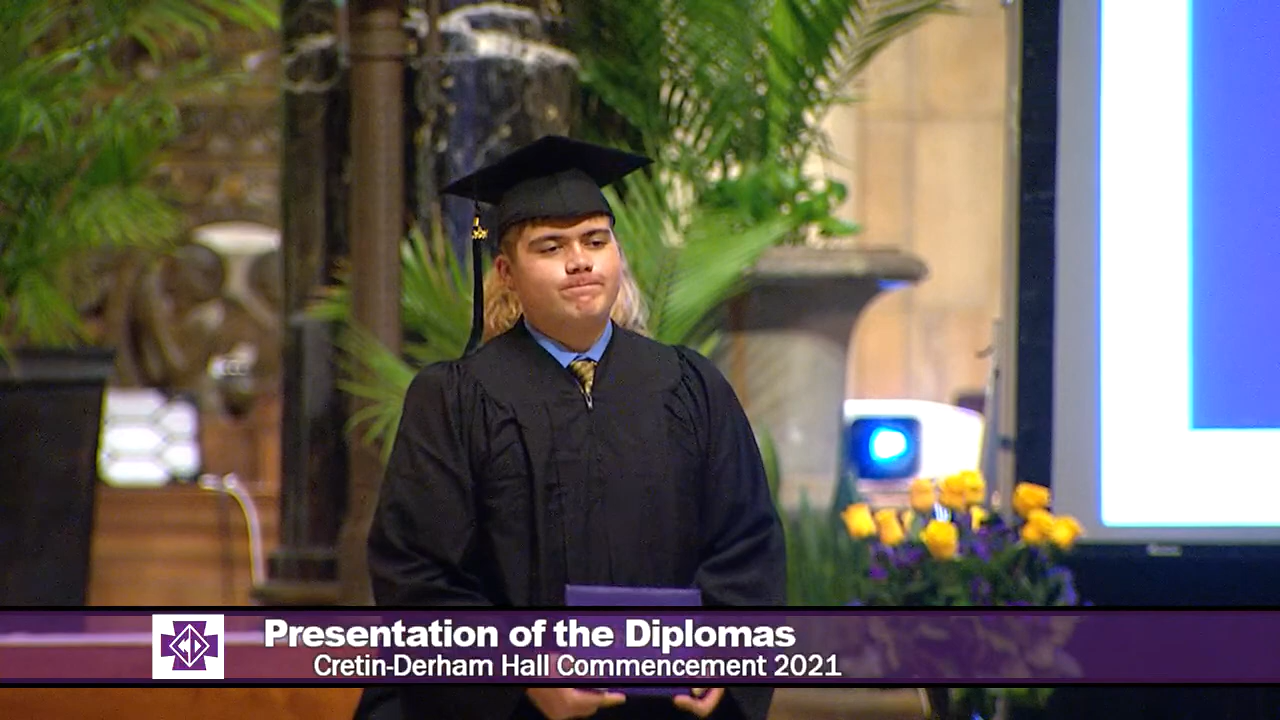 Presentation of the Diplomas
Cretin-Derham Hall Commencement 2021